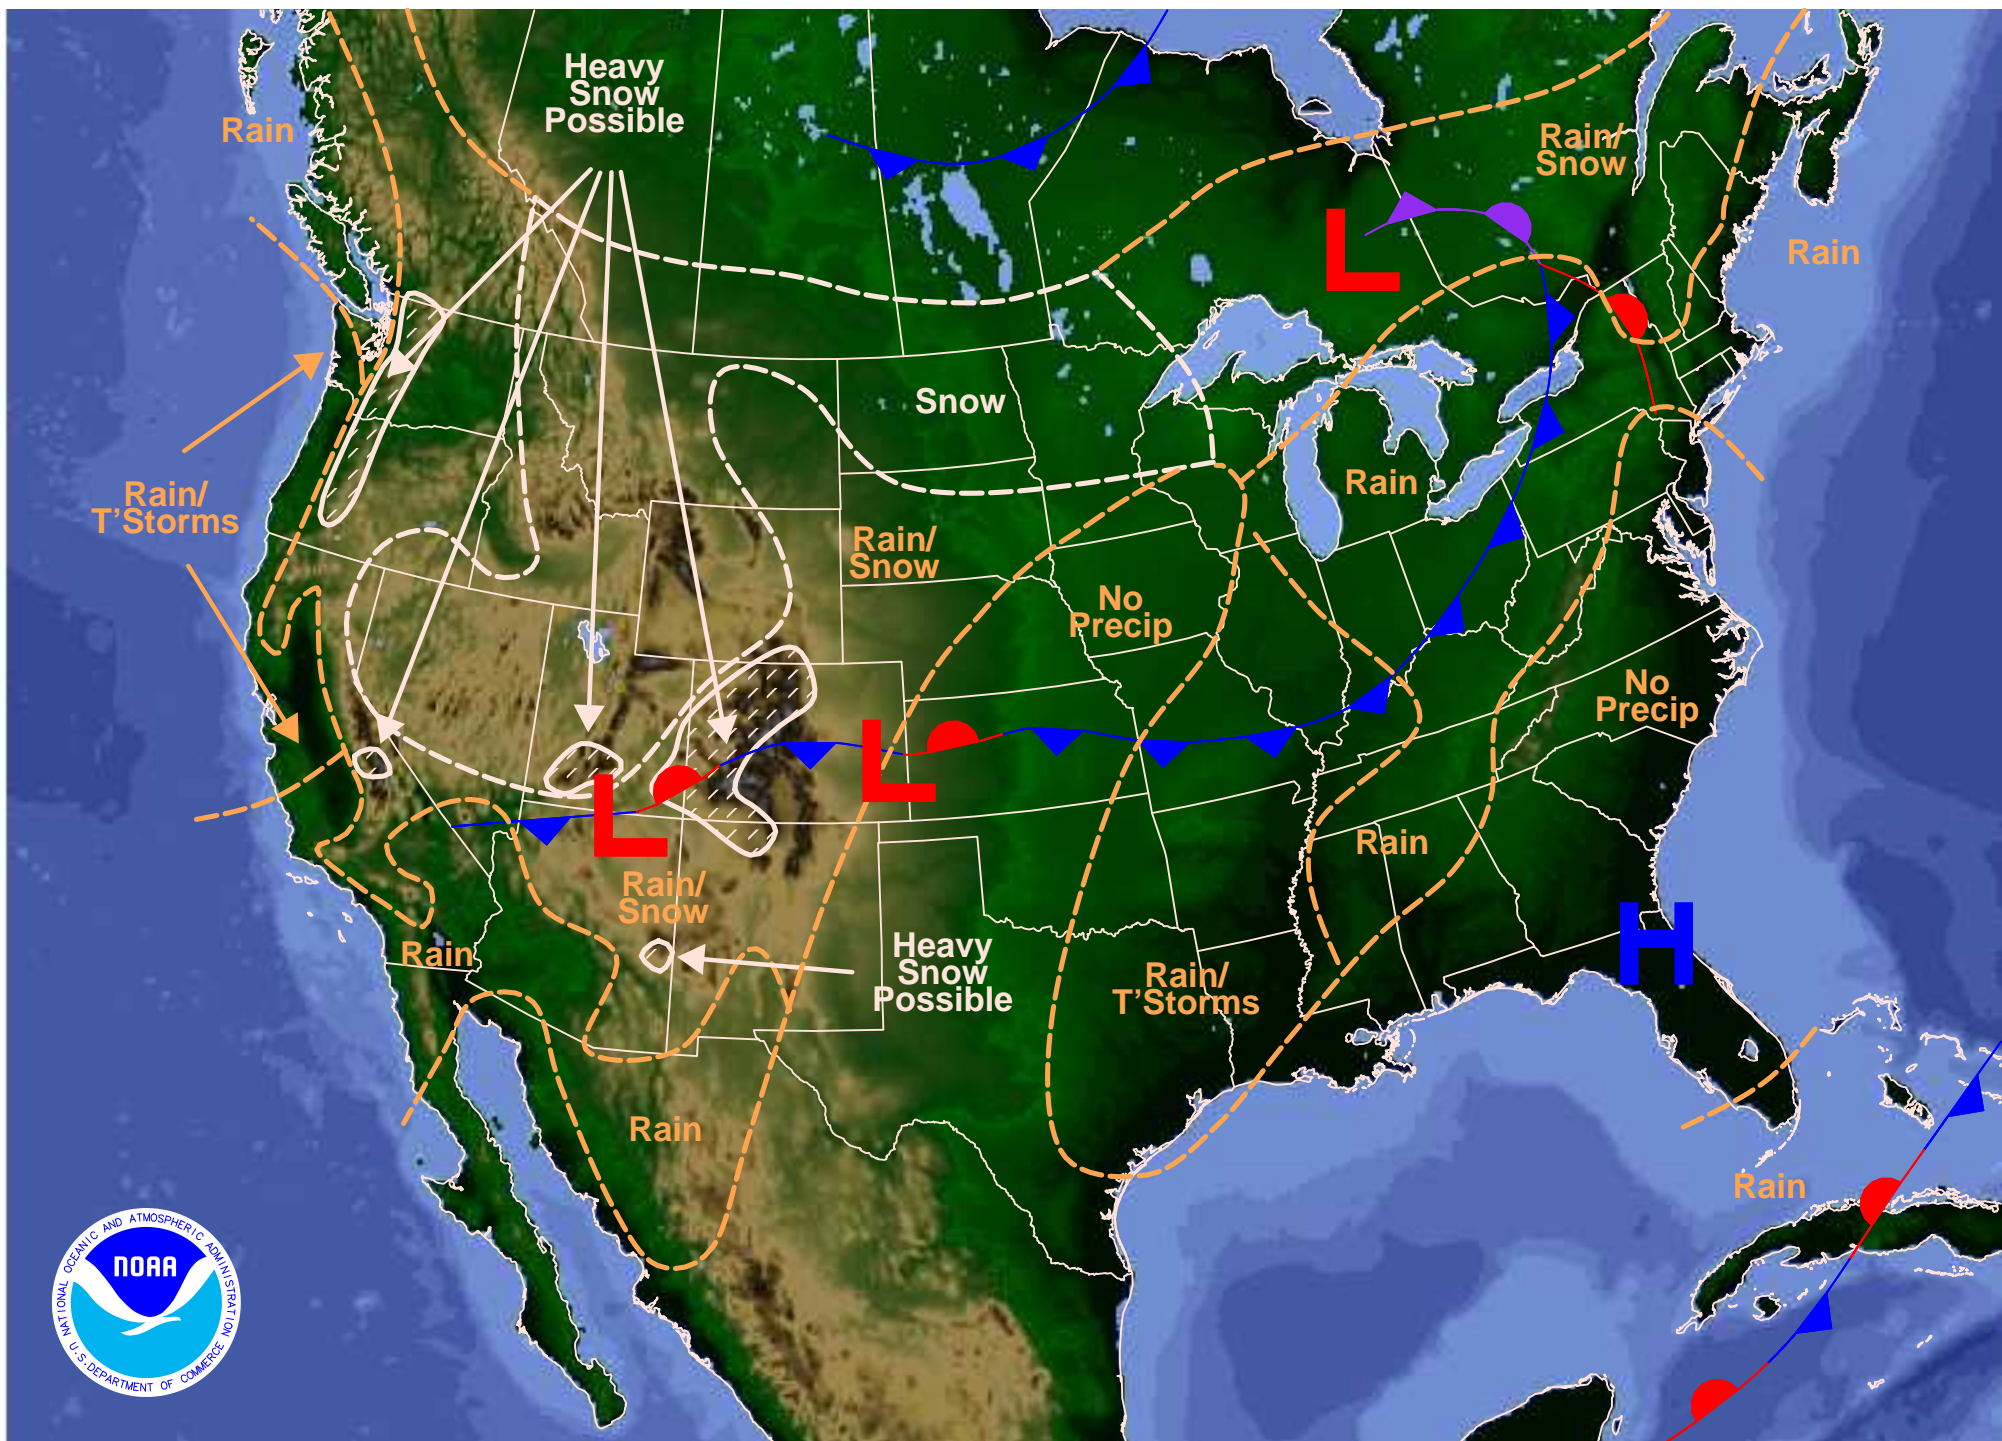 Heavy
Snow
Possible
Rain
Rain/
Snow
L
Rain
Rain/
T'Storms
Snow
Rain
Rain/
Snow
No
Precip
No
Precip
L
L
Rain
Rain/
Snow
H
Rain
Heavy
Snow
Possible
Rain/
T'Storms
Rain
Rain
NATIONAL OCEANIC AND ATMOSPHERIC ADMINISTRATION
NOAA
U.S. DEPARTMENT OF COMMERCE